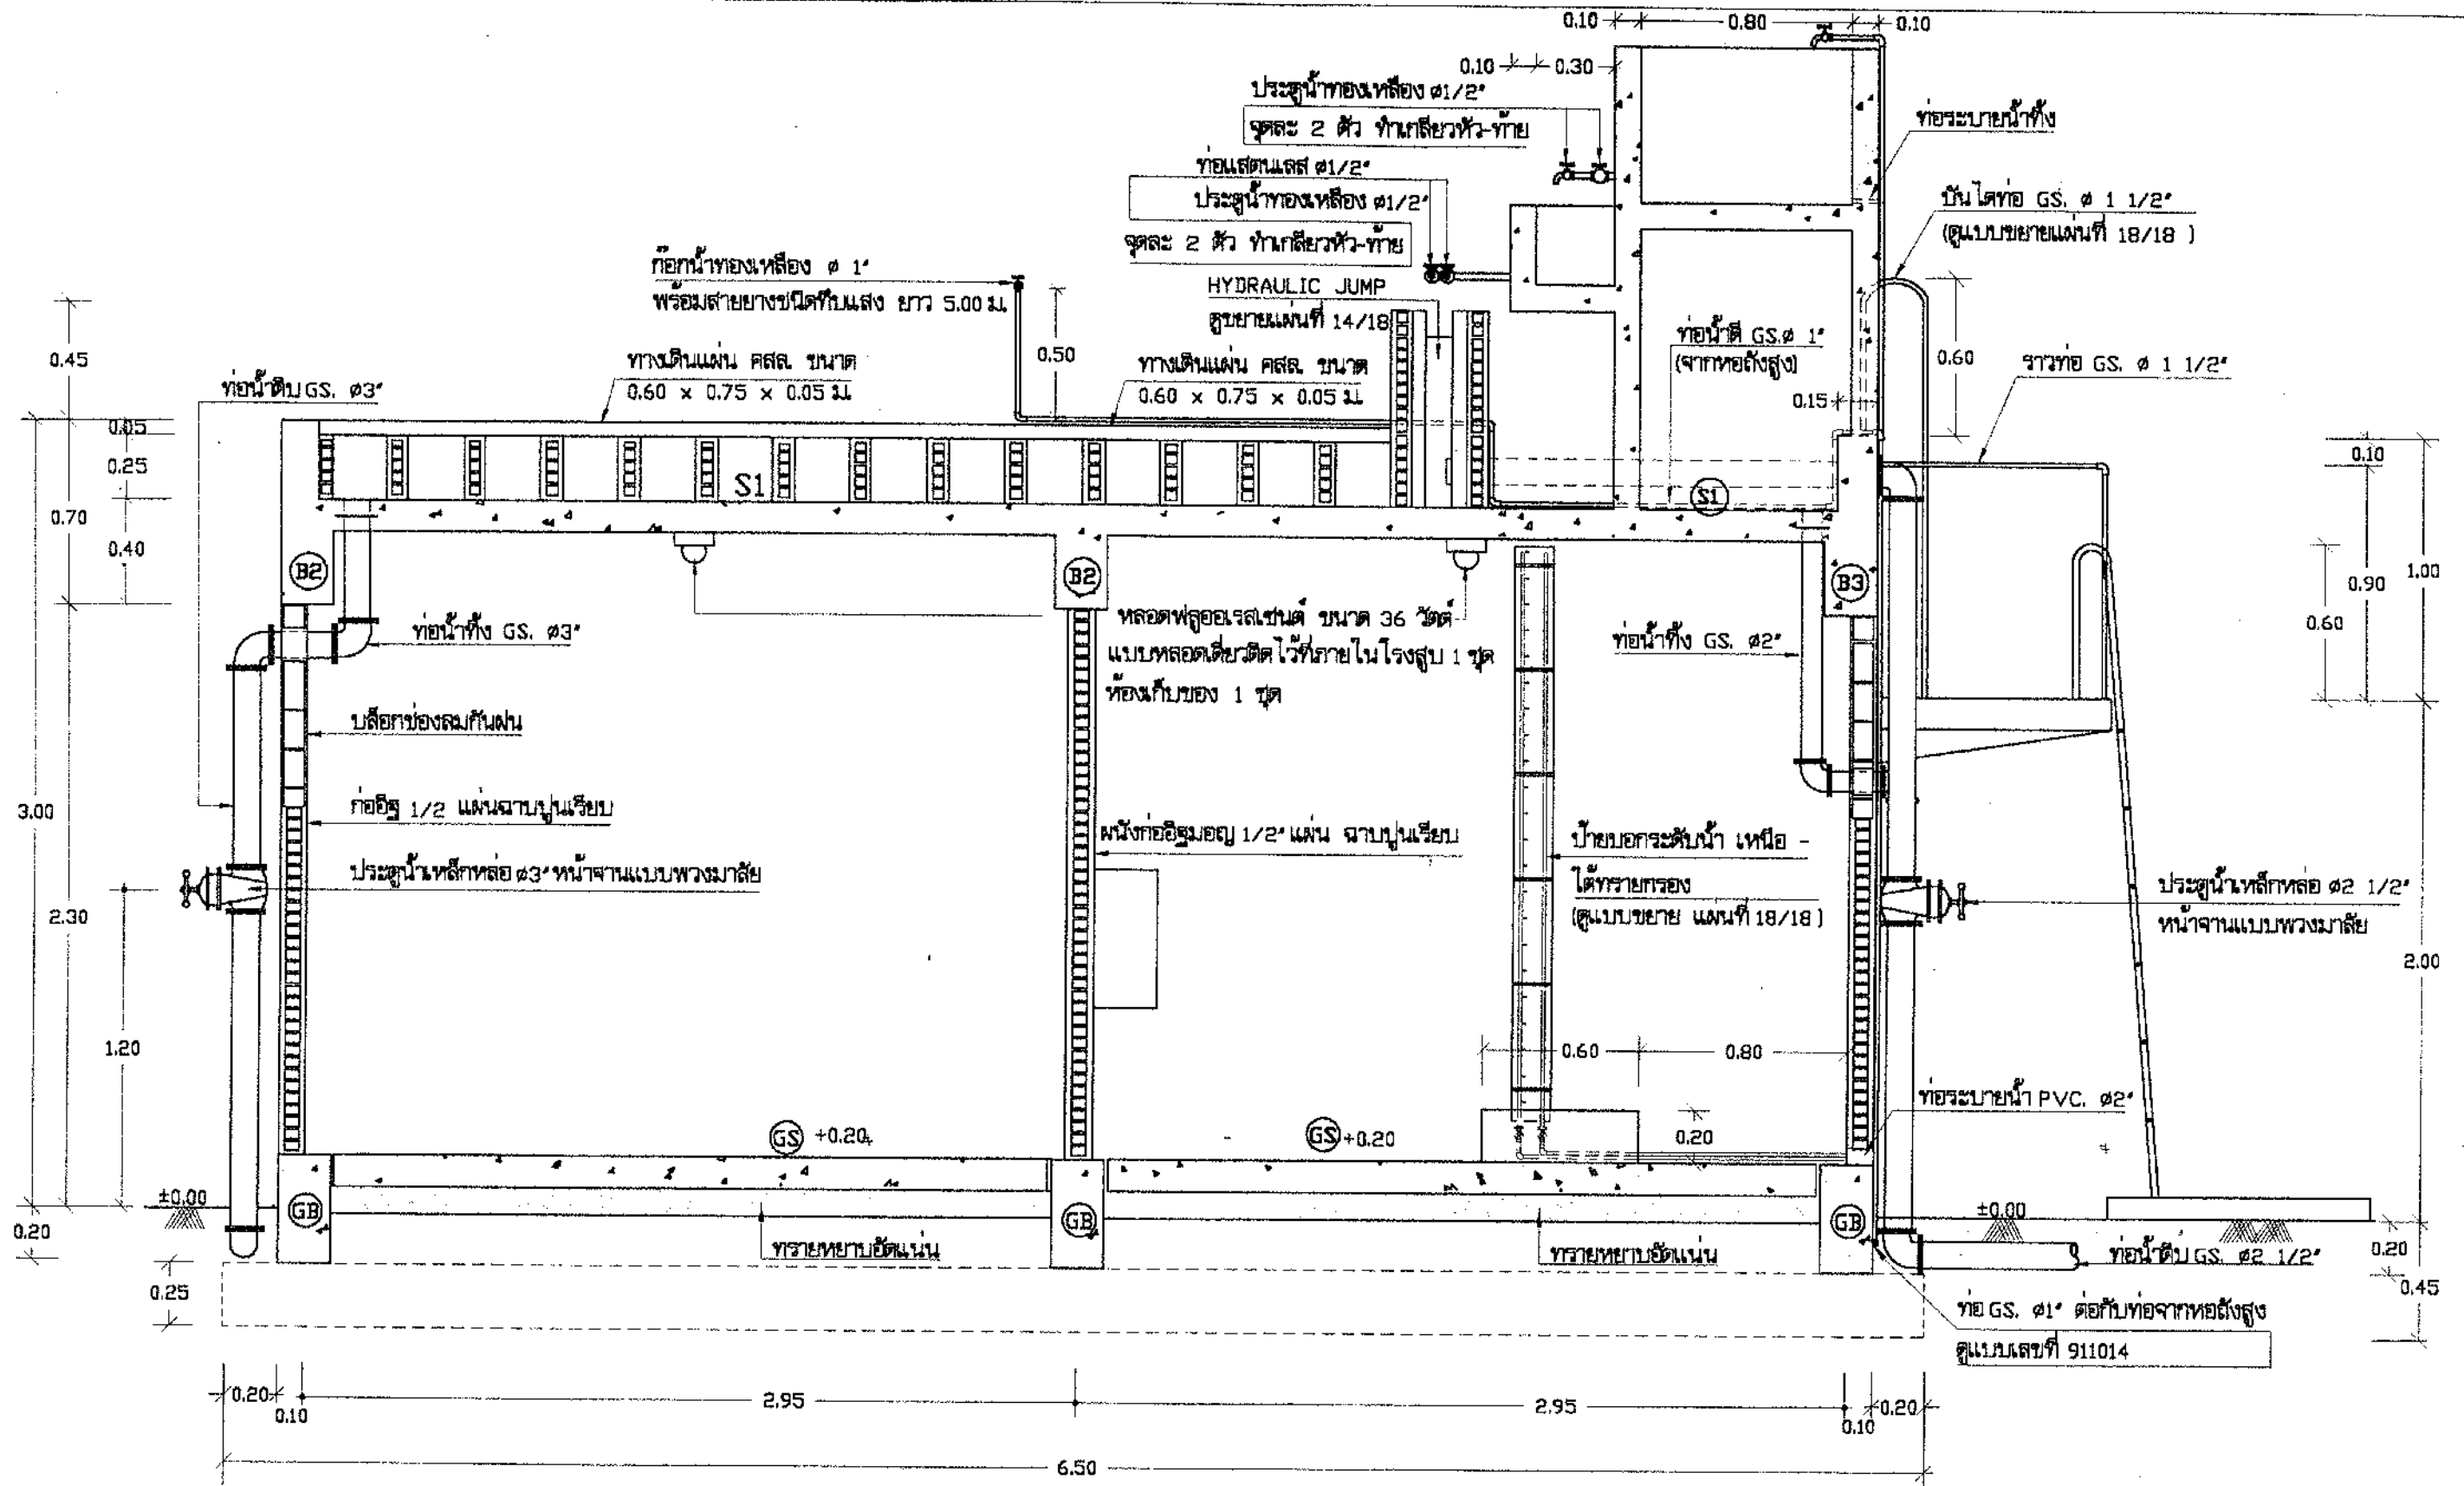 0.10
0.80
0.10
0.10
0.30
ประตูน้ำทองเหลือง ø1/2"
จุดละ 2 ตัว ทำเกลียวหัว-ท้าย
ท่อระบายน้ำทิ้ง
ท่อแสตนเลส ø1/2"
ประตูน้ำทองเหลือง ø1/2"
จุดละ 2 ตัว ทำเกลียวหัว-ท้าย
บันไดท่อ GS. ø 1 1/2"
(ดูแบบขยายแผ่นที่ 18/18 )
ก๊อกน้ำทองเหลือง ø 1"
พร้อมสายยางชนิดทึบแสง ยาว 5.00 ม.
HYDRAULIC JUMP
ดูขยายแผ่นที่ 14/18
0.50
ท่อน้ำดี GS.ø 1"
(จากหอถังสูง)
0.60
0.45
ท่อน้ำดิบ GS. ø3"
ทางเดินแผ่น คสล. ขนาด
0.60 x 0.75 x 0.05 ม.
ทางเดินแผ่น คสล. ขนาด
0.60 x 0.75 x 0.05 ม.
ราวท่อ GS. ø 1 1/2"
0.15
0.05
0.25
0.70
0.40
S1
S1
0.10
1.00
0.90
0.60
B2
B2
B3
ท่อน้ำทิ้ง GS. ø3"
หลอดฟลูออเรสเซนต์ ขนาด 36 วัตต์
แบบหลอดเดี่ยวติดไว้ที่ภายในโรงสูบ 1 ชุด
ห้องเก็บของ 1 ชุด
ท่อน้ำทิ้ง GS. ø2"
บล็อกช่องลมกันฝน
3.00
ก่ออิฐ 1/2 แผ่นฉาบปูนเรียบ
ผนังก่ออิฐมอญ 1/2" แผ่น ฉาบปูนเรียบ
ป้ายบอกระดับน้ำ เหนือ -
ใต้ทรายกรอง
(ดูแบบขยาย แผ่นที่ 18/18 )
ประตูน้ำเหล็กหล่อ ø3" หน้าจานแบบพวงมาลัย
ประตูน้ำเหล็กหล่อ ø2 1/2"
หน้าจานแบบพวงมาลัย
2.30
2.00
1.20
0.60
0.80
ท่อระบายน้ำ PVC. ø2"
GS +0.20
GS +0.20
0.20
±0.00
±0.00
GB
GB
GB
0.20
ทรายหยาบอัดแน่น
ทรายหยาบอัดแน่น
ท่อน้ำดิบ GS. ø2 1/2"
0.20
0.25
0.45
ท่อ GS. ø1" ต่อกับท่อจากหอถังสูง
ดูแบบเลขที่ 911014
0.20
0.10
2.95
2.95
0.10
0.20
6.50